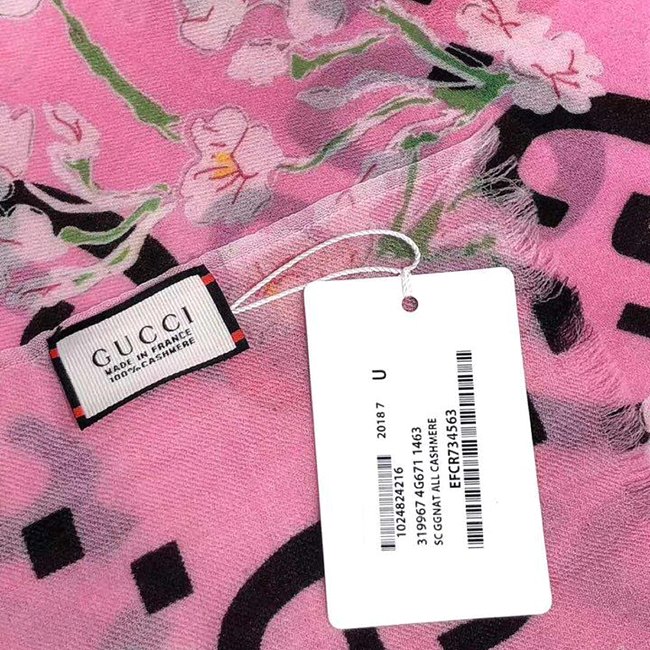 GUCCI
MADE IN FRANCE
100% CASHMERE
2018 7 U
1024824216
319967 4G671 1463
SC GGNAT ALL CASHMERE
EFCR734563